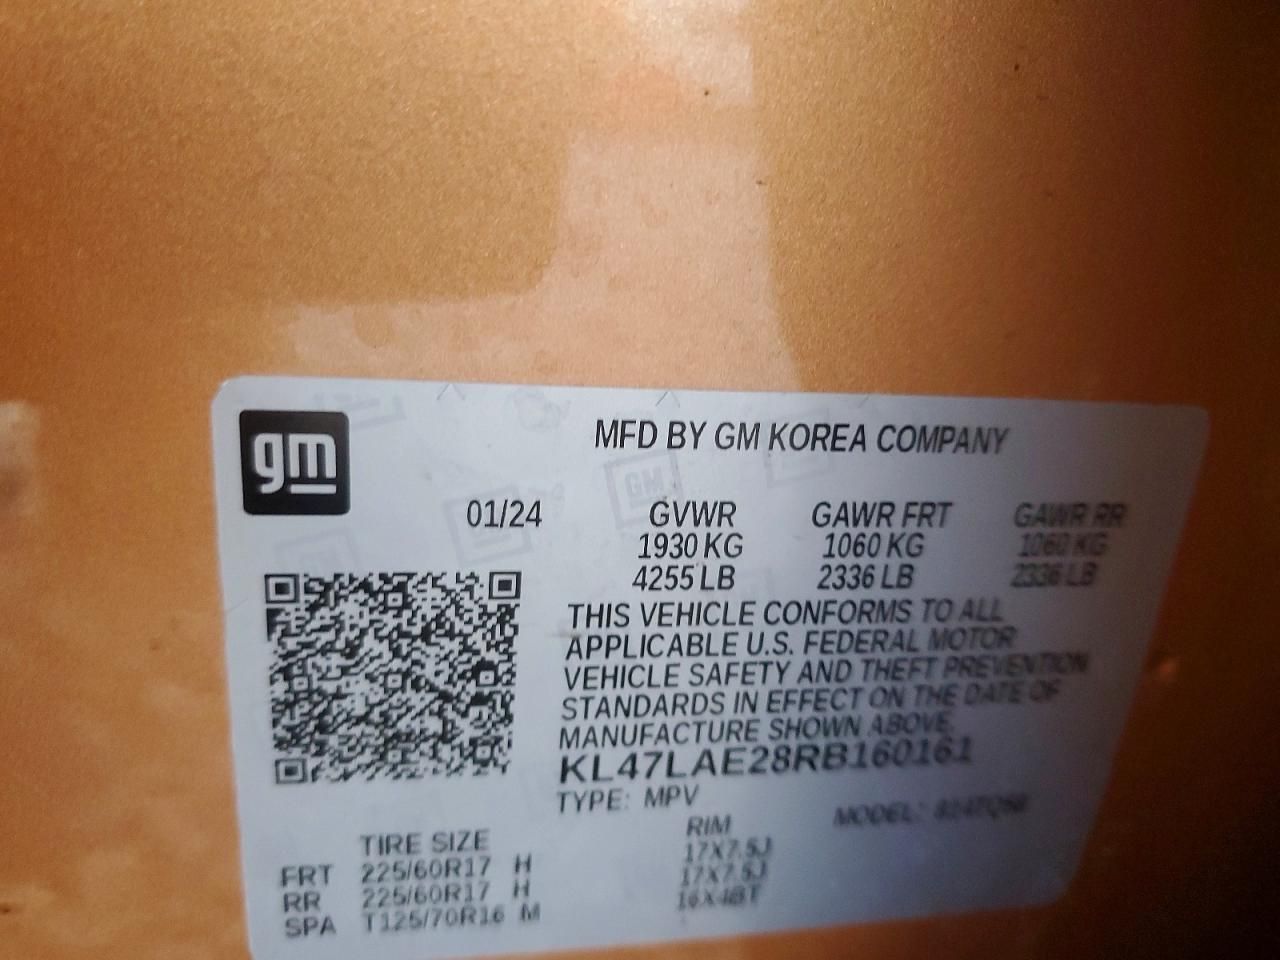 gm
MFD BY GM KOREA COMPANY
01/24 GVWR GAWR FRT GAWR RR
1930 KG 1060 KG 1060 KG
4255 LB 2336 LB 2336 LB
THIS VEHICLE CONFORMS TO ALL
APPLICABLE U.S. FEDERAL MOTOR
VEHICLE SAFETY AND THEFT PREVENTION
STANDARDS IN EFFECT ON THE DATE OF
MANUFACTURE SHOWN ABOVE.
KL47LAE28RB160161
TYPE: MPV MODEL:
TIRE SIZE RIM
FRT 225/60R17 H 17X7.5J
RR 225/60R17 H 17X7.5J
SPA T125/70R16 M 16X4BT